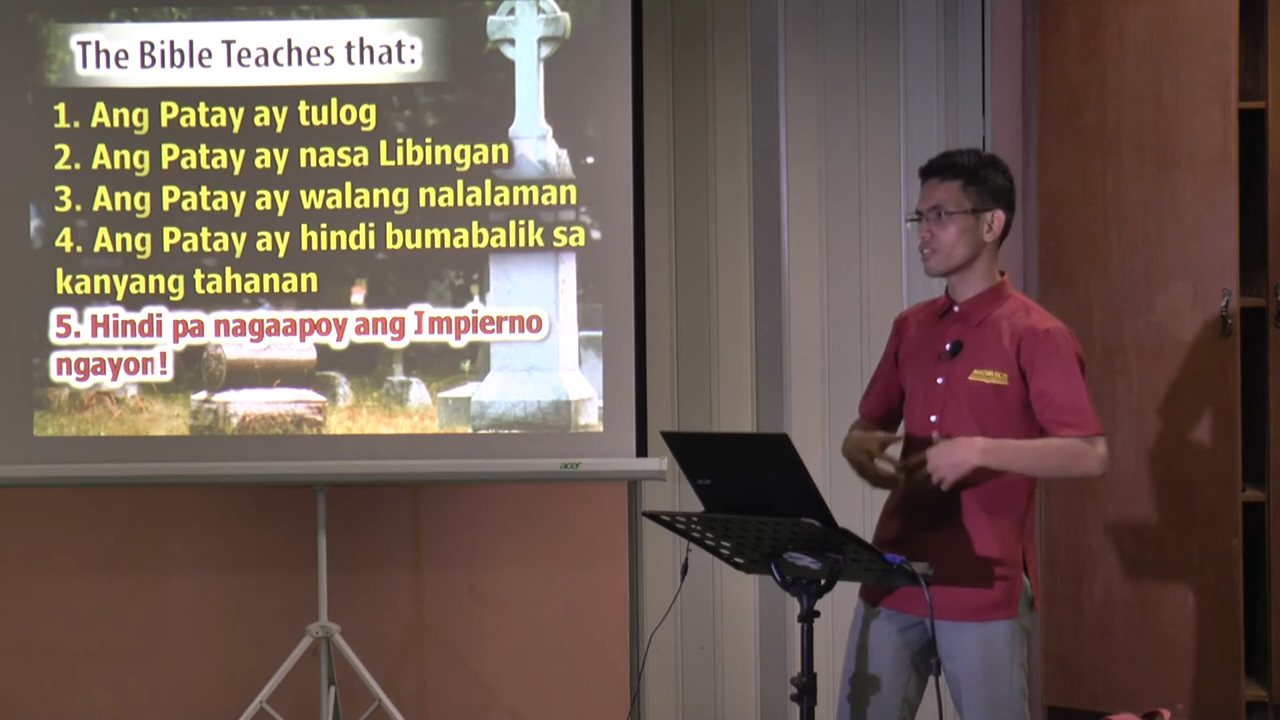 The Bible Teaches that:
1. Ang Patay ay tulog
2. Ang Patay ay nasa Libingan
3. Ang Patay ay walang nalalaman
4. Ang Patay ay hindi bumabalik sa
kanyang tahanan
5. Hindi pa nagaapoy ang Impierno
ngayon!
acer